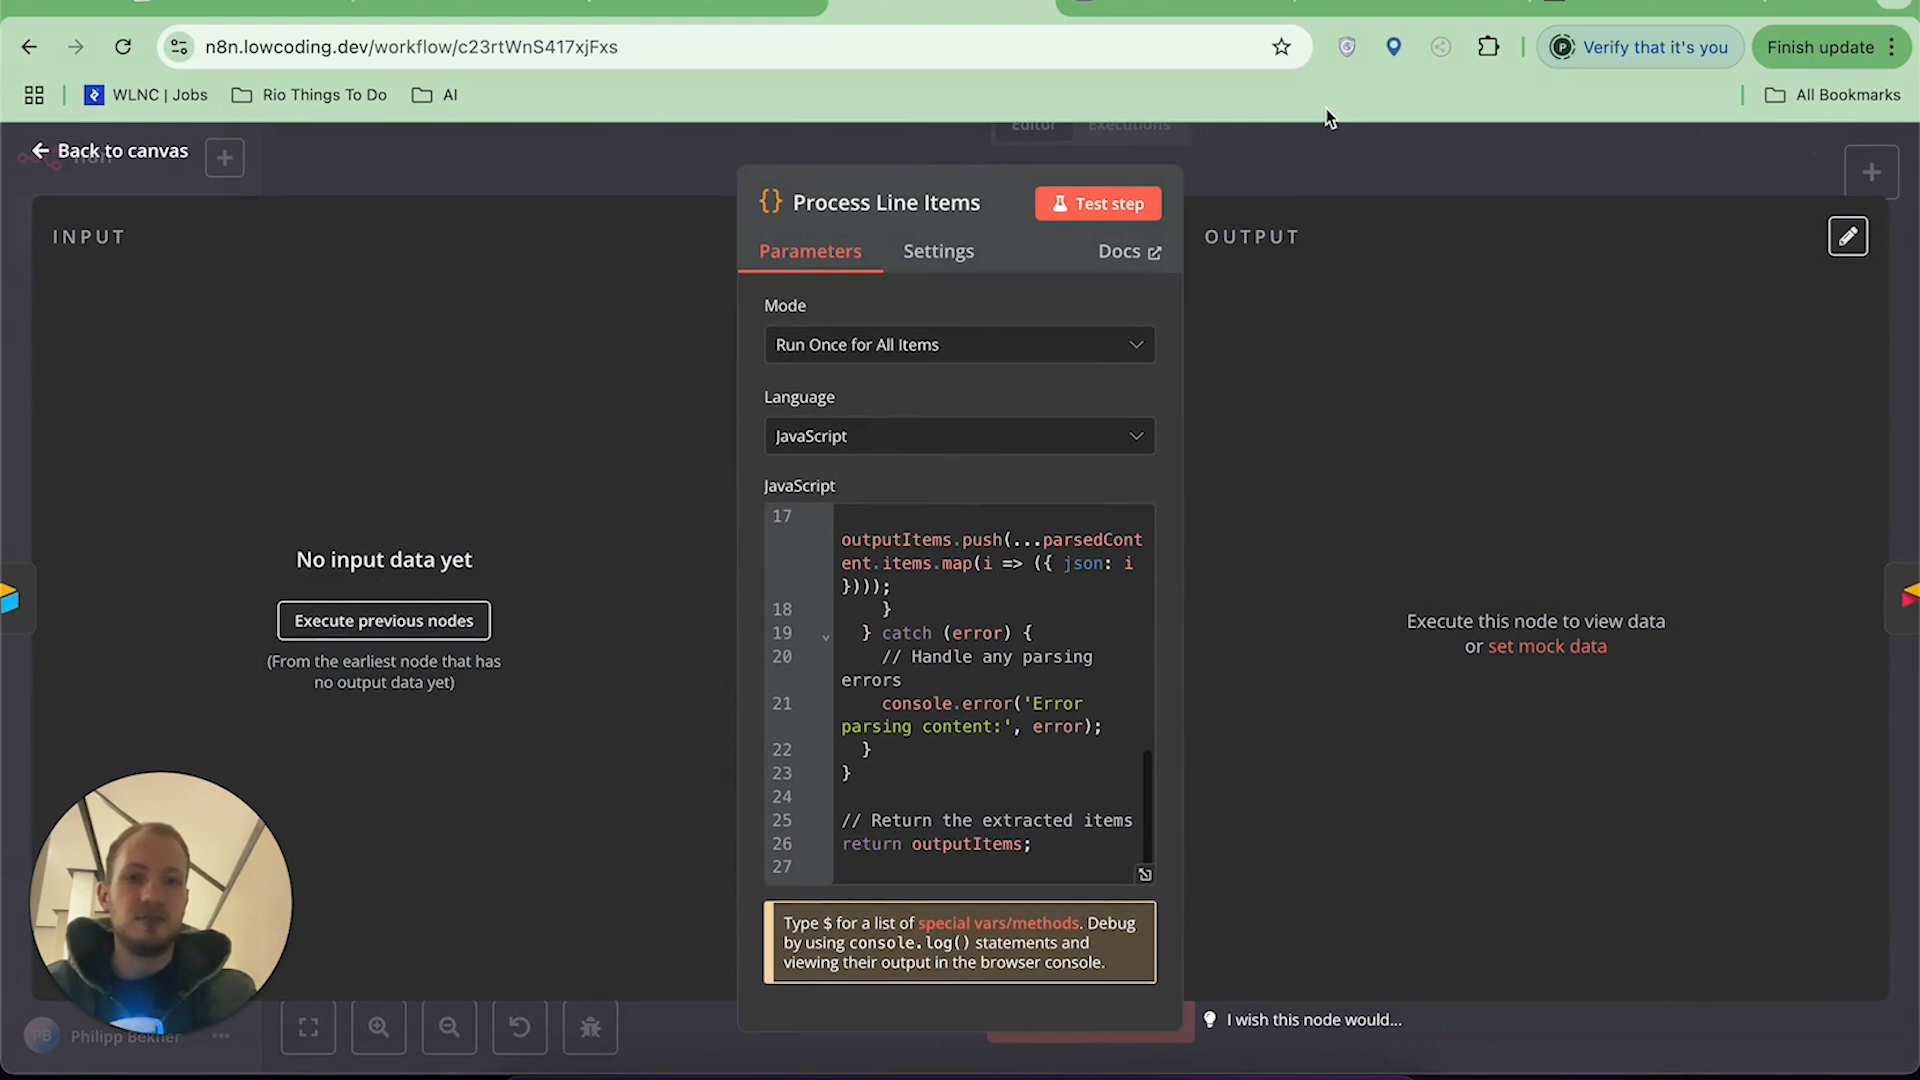 n8n.lowcoding.dev/workflow/c23rtWnS417xjFxs
Verify that it's you
Finish update
WLNC | Jobs
Rio Things To Do
AI
All Bookmarks
Back to canvas
Editor
Executions
Process Line Items
Test step
INPUT
OUTPUT
Parameters
Settings
Docs
Mode
Run Once for All Items
Language
JavaScript
JavaScript
17
outputItems.push(...parsedCont
ent.items.map(i => ({ json: i
})));
18 }
19 } catch (error) {
20 // Handle any parsing
errors
21 console.error('Error
parsing content:', error);
22 }
23 }
24
25 // Return the extracted items
26 return outputItems;
27
No input data yet
Execute previous nodes
(From the earliest node that has
no output data yet)
Execute this node to view data
or set mock data
Type $ for a list of special vars/methods. Debug
by using console.log() statements and
viewing their output in the browser console.
I wish this node would...
PB
Philipp Bekher